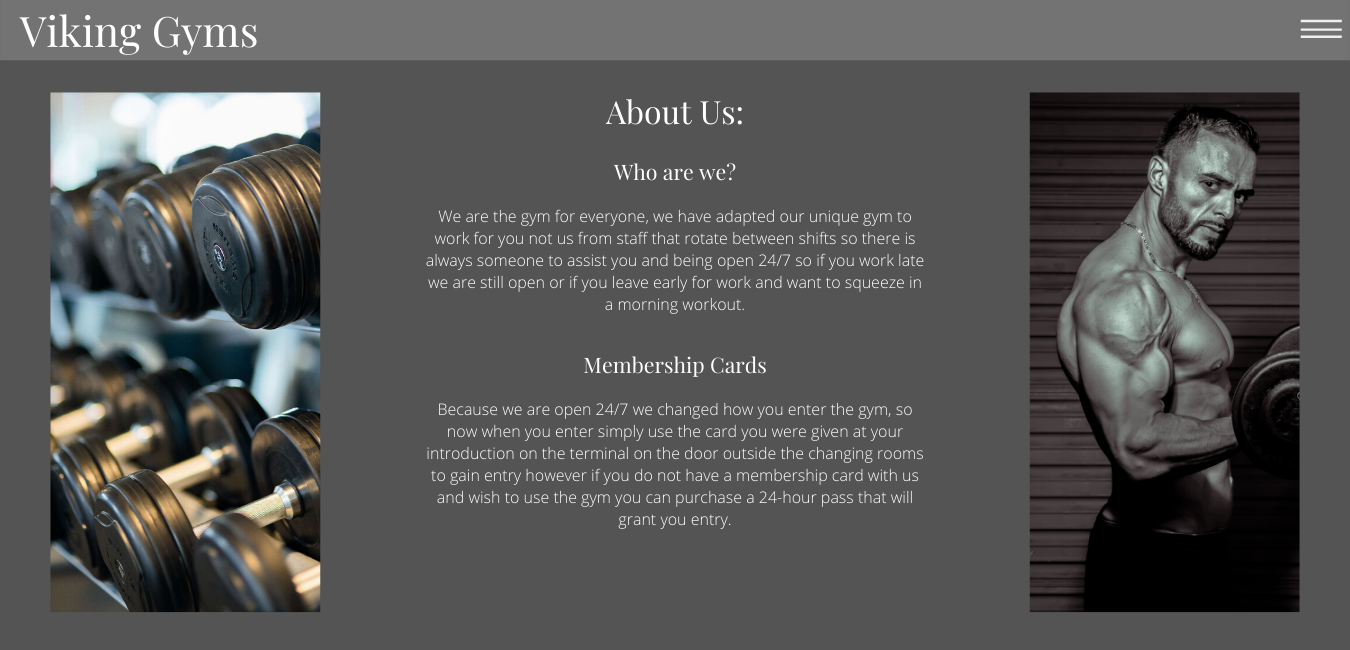 Viking Gyms
About Us:
Who are we?
We are the gym for everyone, we have adapted our unique gym to
work for you not us from staff that rotate between shifts so there is
always someone to assist you and being open 24/7 so if you work late
we are still open or if you leave early for work and want to squeeze in
a morning workout.
Membership Cards
Because we are open 24/7 we changed how you enter the gym, so
now when you enter simply use the card you were given at your
introduction on the terminal on the door outside the changing rooms
to gain entry however if you do not have a membership card with us
and wish to use the gym you can purchase a 24-hour pass that will
grant you entry.